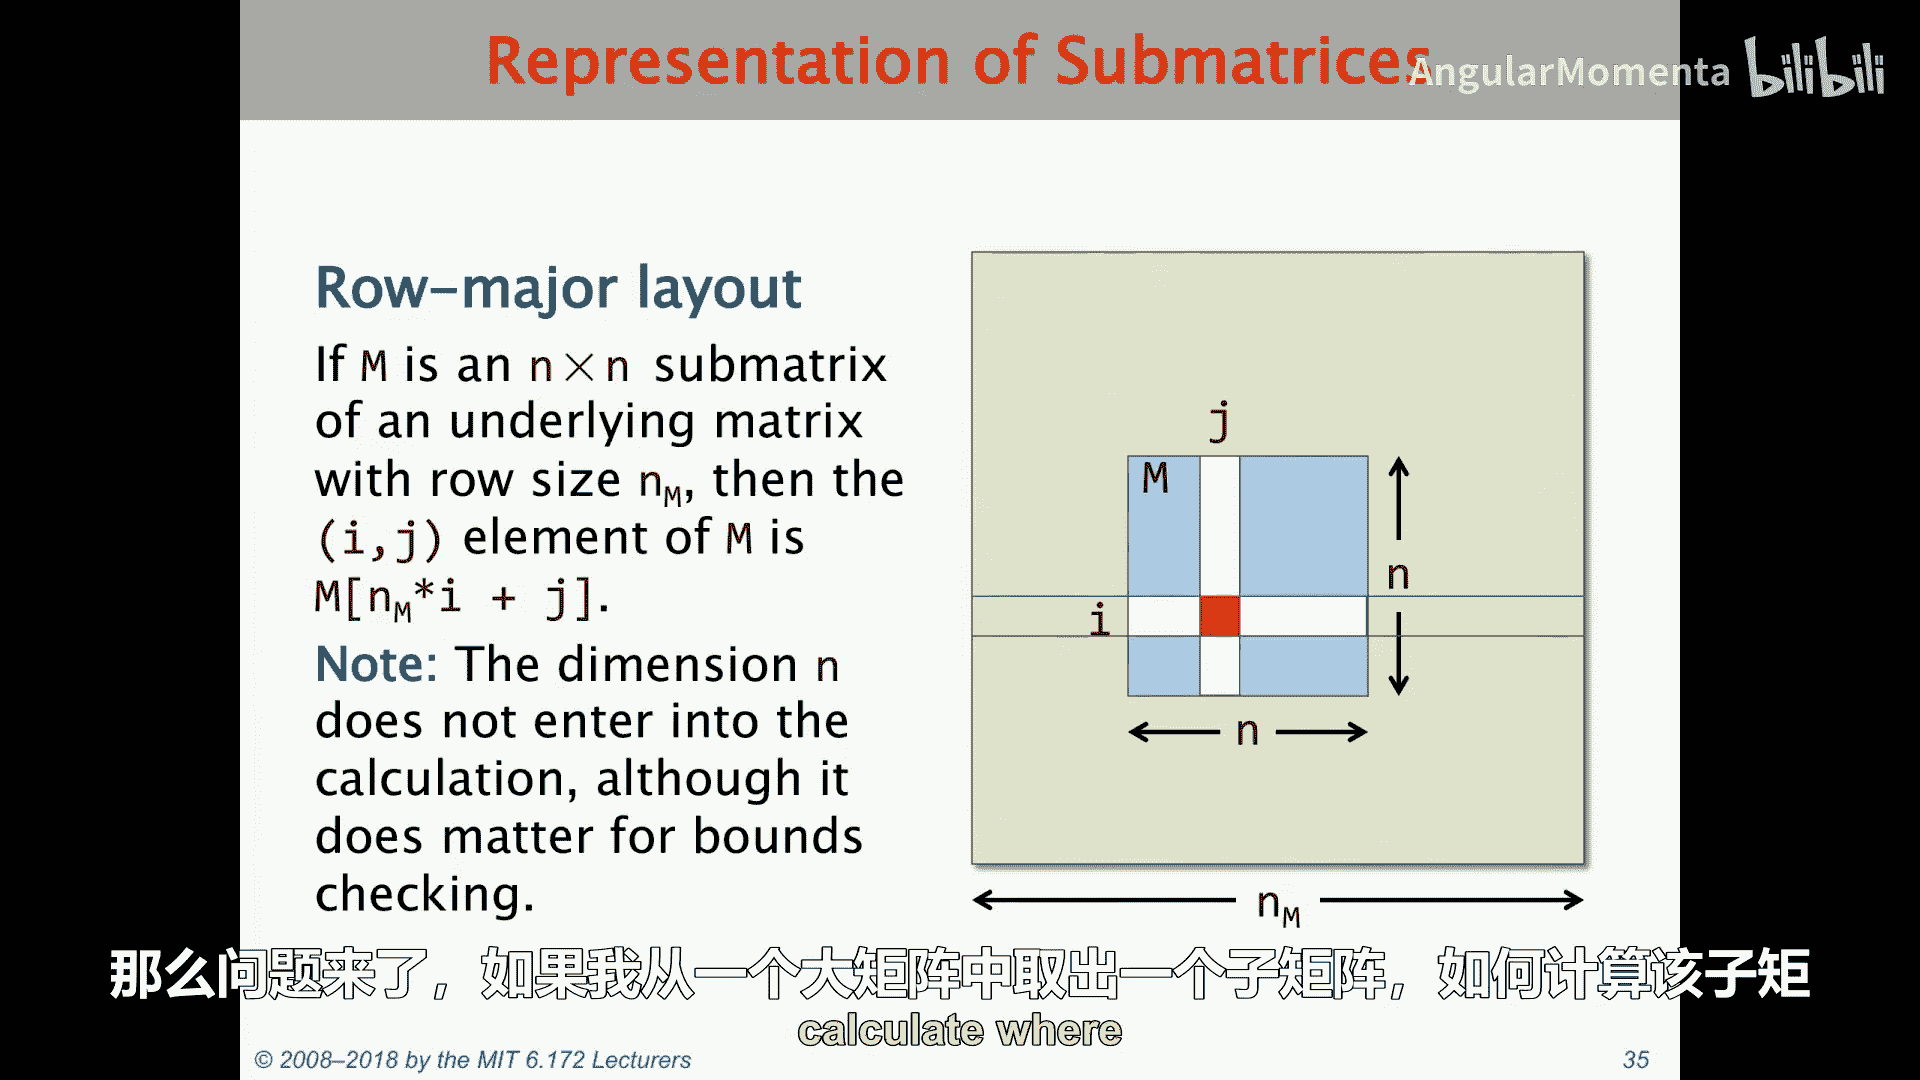 Representation of Submatrices
AngularMomenta bilibili
Row-major layout
If M is an n×n submatrix
of an underlying matrix
with row size nM, then the
(i,j) element of M is
M[nM*i + j].
Note: The dimension n
does not enter into the
calculation, although it
does matter for bounds
checking.
j
M
n
i
n
nM
那么问题来了，如果我从一个大矩阵中取出一个子矩阵，如何计算该子矩
calculate where
© 2008–2018 by the MIT 6.172 Lecturers
35